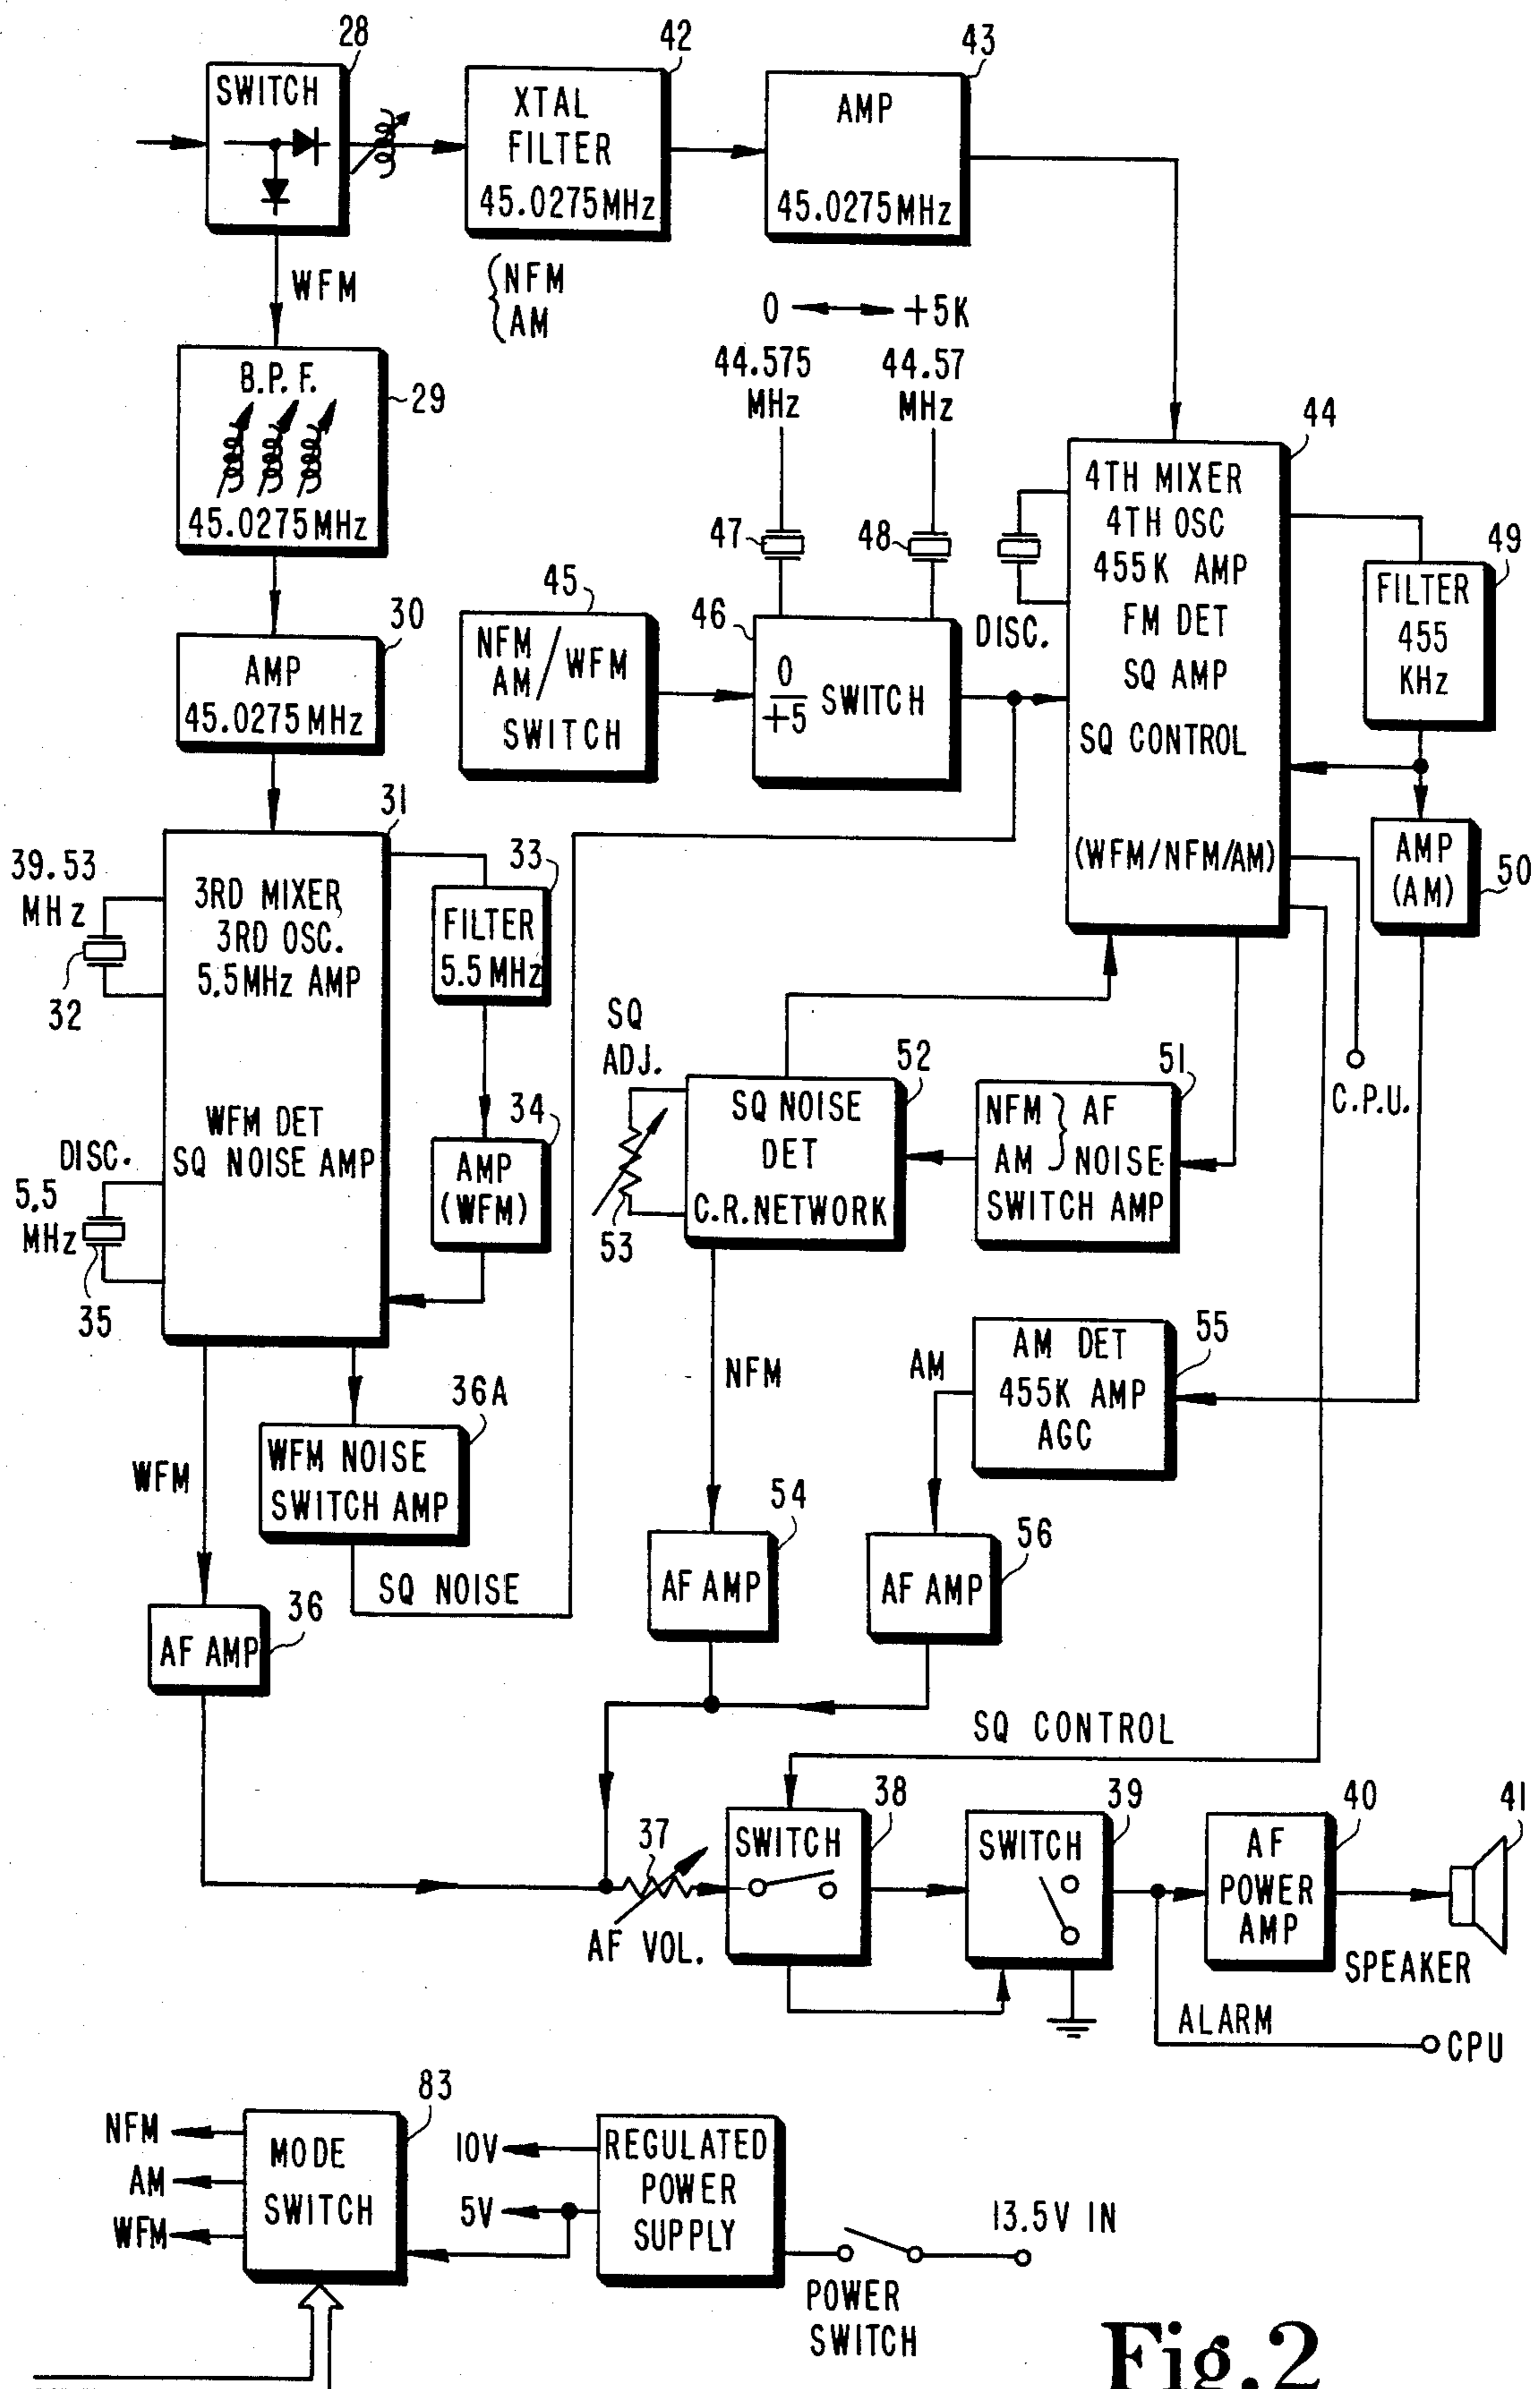 28
SWITCH
42
XTAL
FILTER
45.0275MHz
43
AMP
45.0275MHz
WFM
NFM
AM
0
+5K
44.575
MHz
44.57
MHz
B.P.F.
45.0275MHz
29
44
4TH MIXER
4TH OSC
455K AMP
FM DET
SQ AMP
SQ CONTROL
(WFM/NFM/AM)
47
48
DISC.
49
FILTER
455
KHz
45
NFM
AM / WFM
SWITCH
46
0
+5 SWITCH
30
AMP
45.0275MHz
AMP
(AM)
50
31
39.53
MHz
32
3RD MIXER
3RD OSC.
5.5MHz AMP
WFM DET
SQ NOISE AMP
33
FILTER
5.5MHz
34
AMP
(WFM)
DISC.
5.5
MHz
35
SQ
ADJ.
53
52
SQ NOISE
DET
C.R.NETWORK
51
NFM AF
AM NOISE
SWITCH AMP
C.P.U.
55
AM DET
455K AMP
AGC
AM
NFM
36A
WFM NOISE
SWITCH AMP
WFM
SQ NOISE
54
AF AMP
56
AF AMP
36
AF AMP
SQ CONTROL
37
AF VOL.
38
SWITCH
39
SWITCH
40
AF
POWER
AMP
41
SPEAKER
ALARM
CPU
83
MODE
SWITCH
NFM
AM
WFM
10V
5V
REGULATED
POWER
SUPPLY
13.5V IN
POWER
SWITCH
Fig.2